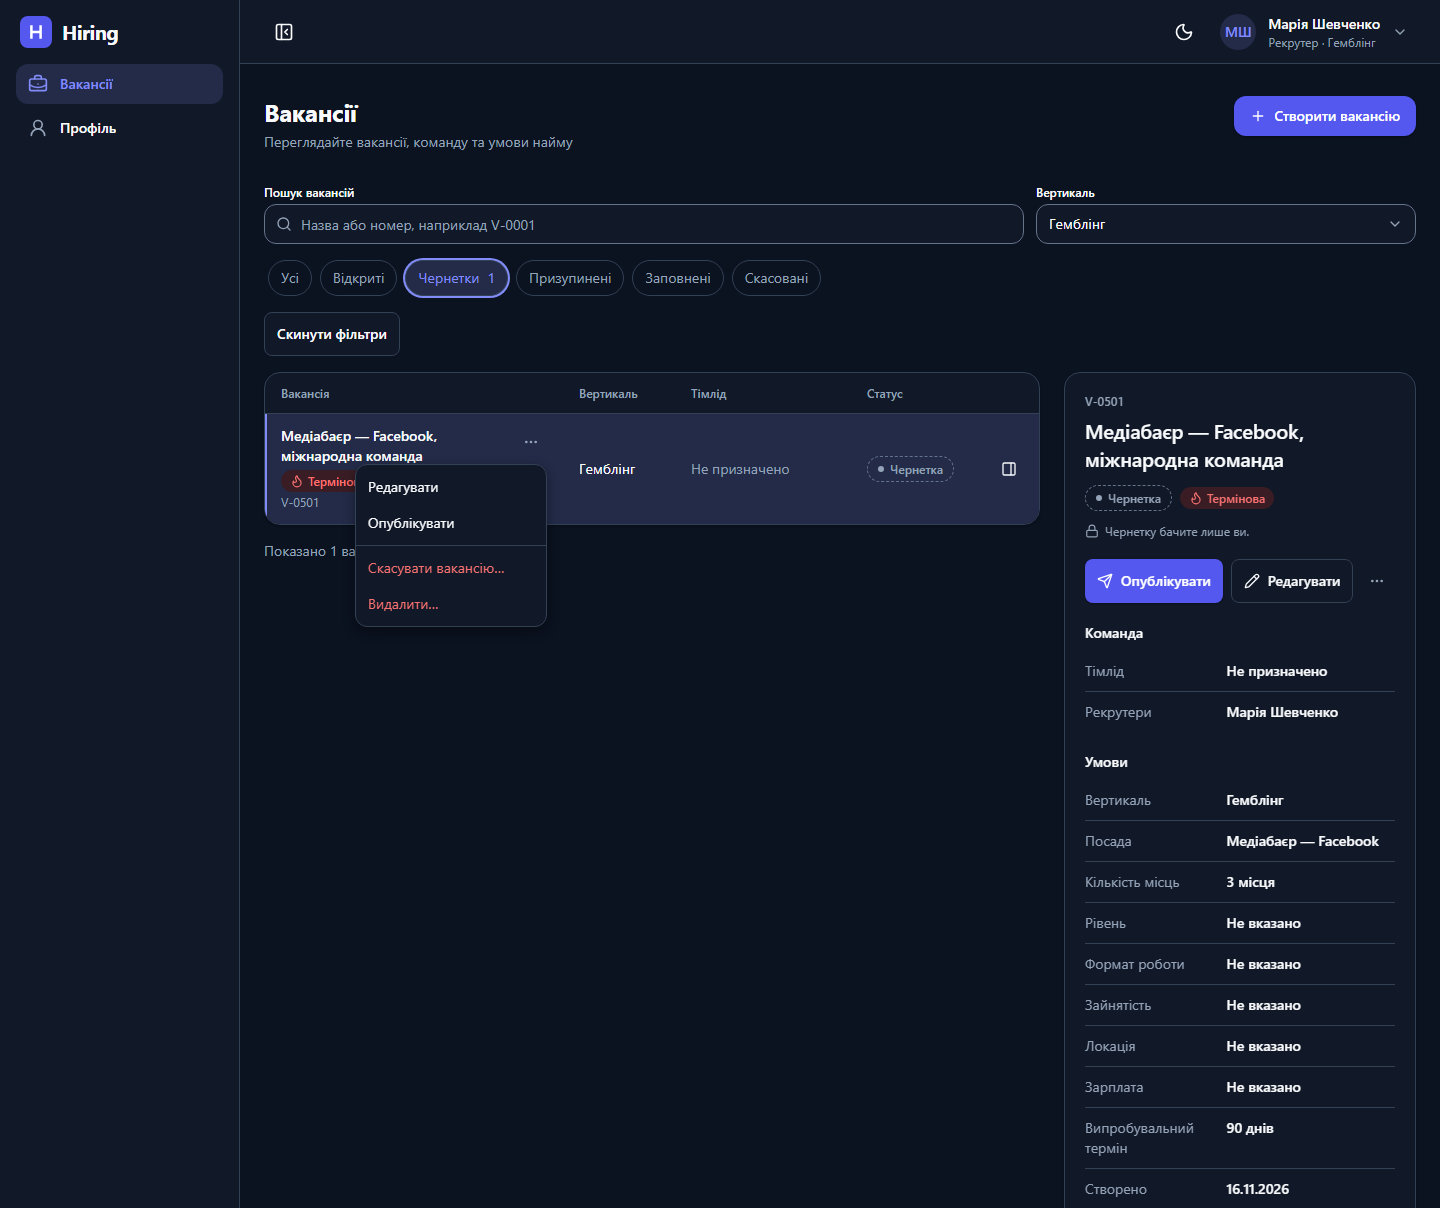 H Hiring
Вакансії
Профіль
МШ
Марія Шевченко
Рекрутер · Гемблінг
Вакансії
Переглядайте вакансії, команду та умови найму
Створити вакансію
Пошук вакансій
Назва або номер, наприклад V-0001
Вертикаль
Гемблінг
Усі
Відкриті
Чернетки 1
Призупинені
Заповнені
Скасовані
Скинути фільтри
Вакансія
Вертикаль
Тімлід
Статус
Медіабаєр — Facebook,
міжнародна команда
V-0501
Гемблінг
Не призначено
Чернетка
Редагувати
Опублікувати
Скасувати вакансію...
Видалити...
Показано 1
V-0501
Медіабаєр — Facebook,
міжнародна команда
Чернетка
Термінова
Чернетку бачите лише ви.
Опублікувати
Редагувати
Команда
Тімлід
Не призначено
Рекрутери
Марія Шевченко
Умови
Вертикаль
Гемблінг
Посада
Медіабаєр — Facebook
Кількість місць
3 місця
Рівень
Не вказано
Формат роботи
Не вказано
Зайнятість
Не вказано
Локація
Не вказано
Зарплата
Не вказано
Випробувальний
термін
90 днів
Створено
16.11.2026